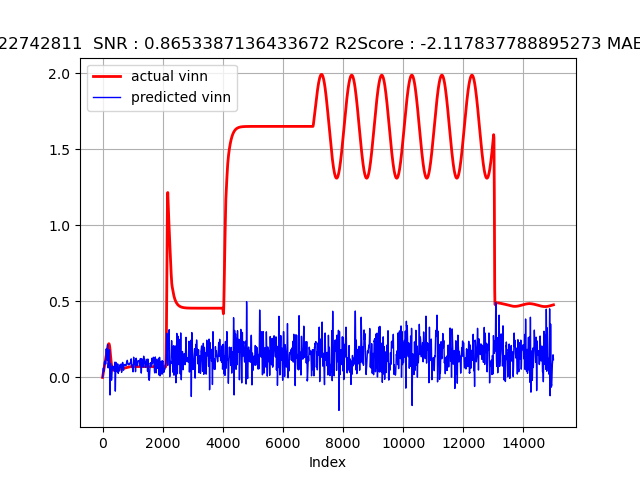 22742811 SNR : 0.8653387136433672 R2Score : -2.117837788895273 MAE
actual vinn
predicted vinn
2.0
1.5
1.0
0.5
0.0
0 2000 4000 6000 8000 10000 12000 14000
Index